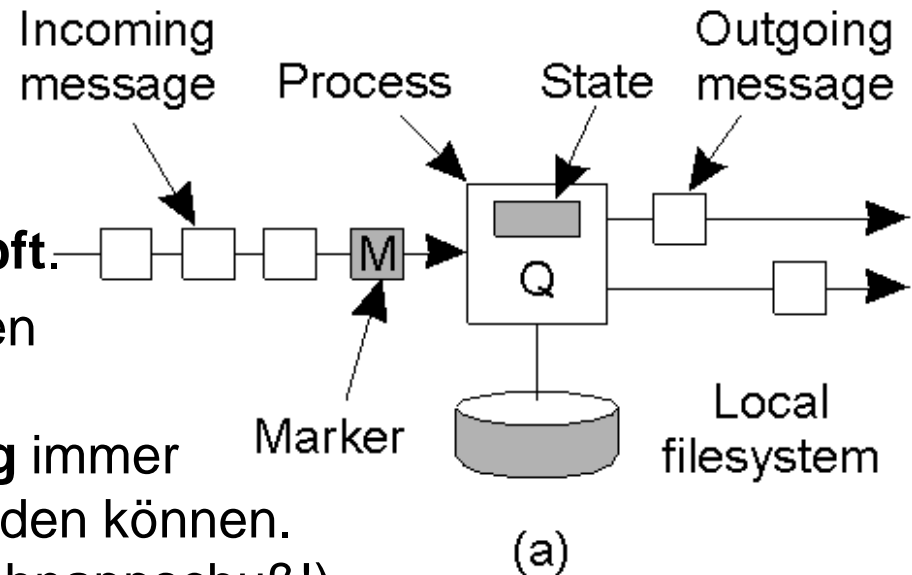 Incoming
message
Process
State
Outgoing
message
M
Q
Marker
Local
filesystem
(a)
oft.
en
g immer
den können.